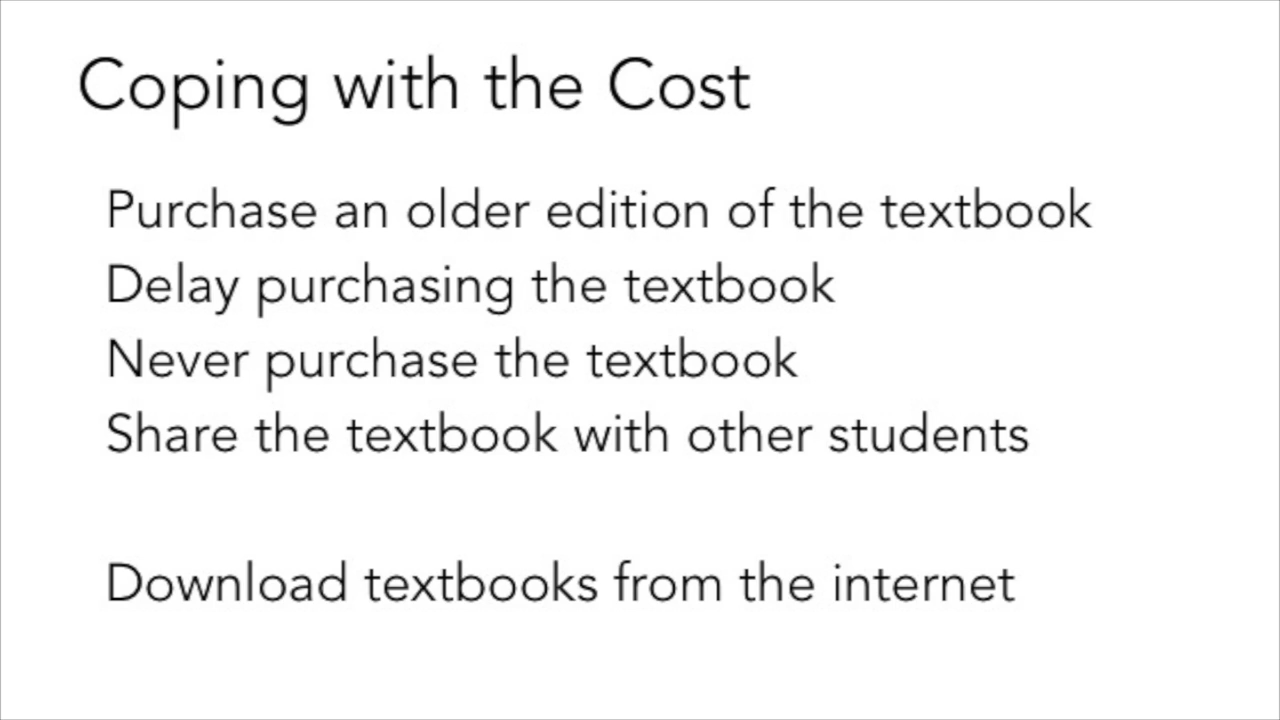 Coping with the Cost
Purchase an older edition of the textbook
Delay purchasing the textbook
Never purchase the textbook
Share the textbook with other students
Download textbooks from the internet